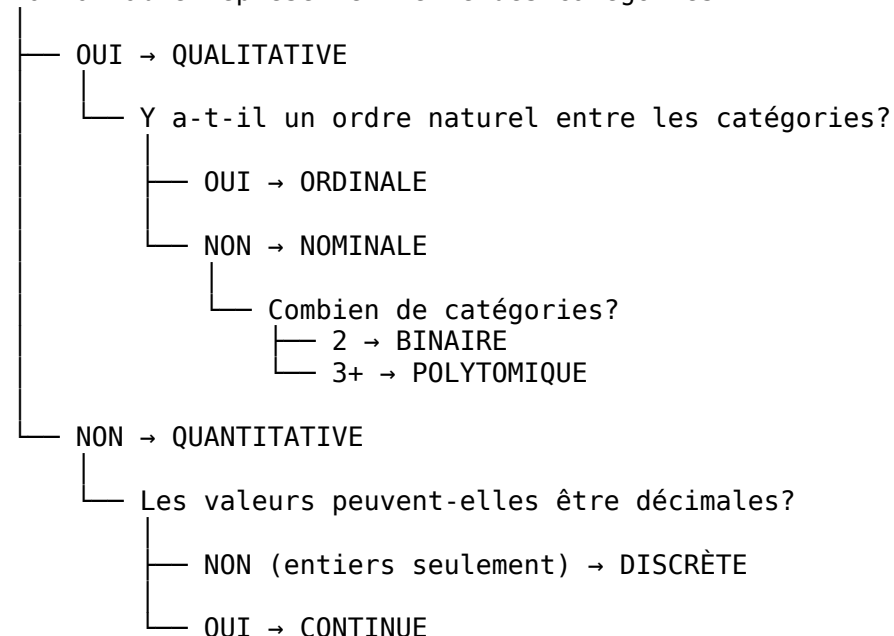 OUI → QUALITATIVE
Y a-t-il un ordre naturel entre les catégories?
OUI → ORDINALE
NON → NOMINALE
Combien de catégories?
2 → BINAIRE
3+ → POLYTOMIQUE
NON → QUANTITATIVE
Les valeurs peuvent-elles être décimales?
NON (entiers seulement) → DISCRÈTE
OUI → CONTINUE